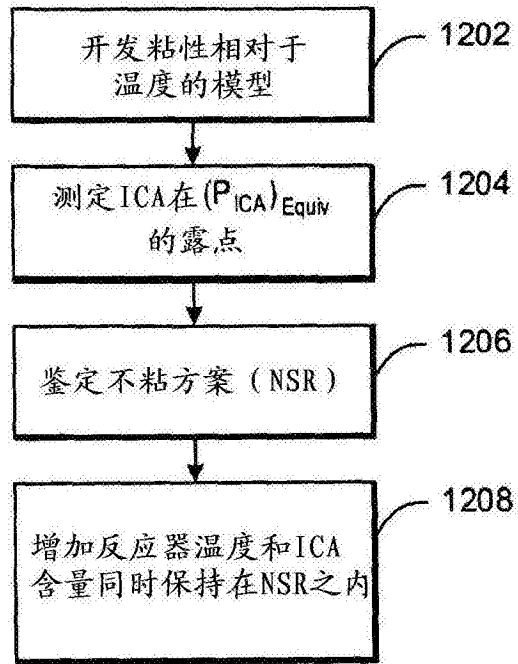 开发粘性相对于
温度的模型
1202
测定ICA在(P_ICA)_Equiv
的露点
1204
鉴定不粘方案（NSR）
1206
增加反应器温度和ICA
含量同时保持在NSR之内
1208